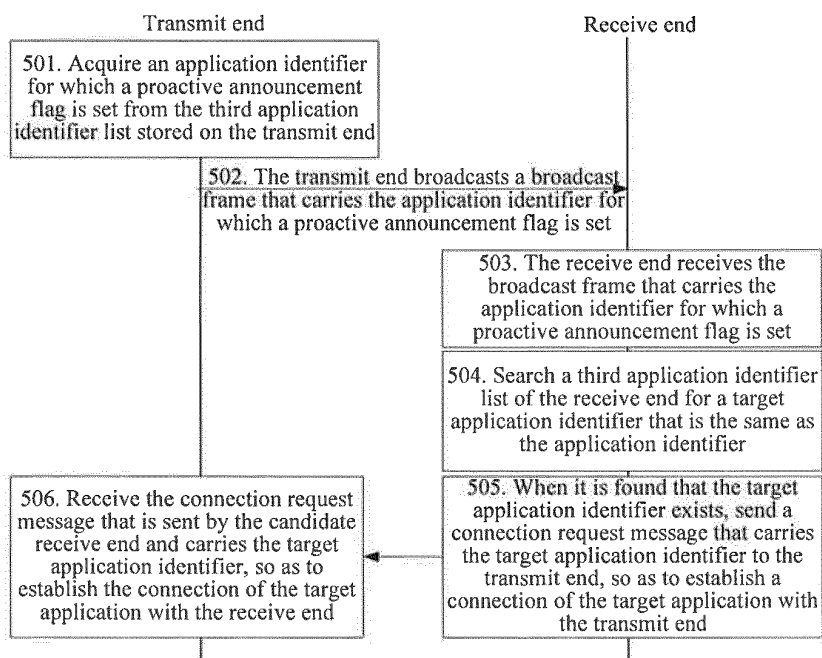 Transmit end
Receive end
501. Acquire an application identifier
for which a proactive announcement
flag is set from the third application
identifier list stored on the transmit end
502. The transmit end broadcasts a broadcast
frame that carries the application identifier for
which a proactive announcement flag is set
503. The receive end receives the
broadcast frame that carries the
application identifier for which a
proactive announcement flag is set
504. Search a third application identifier
list of the receive end for a target
application identifier that is the same as
the application identifier
505. When it is found that the target
application identifier exists, send a
connection request message that carries
the target application identifier to the
transmit end, so as to establish a
connection of the target application with
the transmit end
506. Receive the connection request
message that is sent by the candidate
receive end and carries the target
application identifier, so as to
establish the connection of the target
application with the receive end